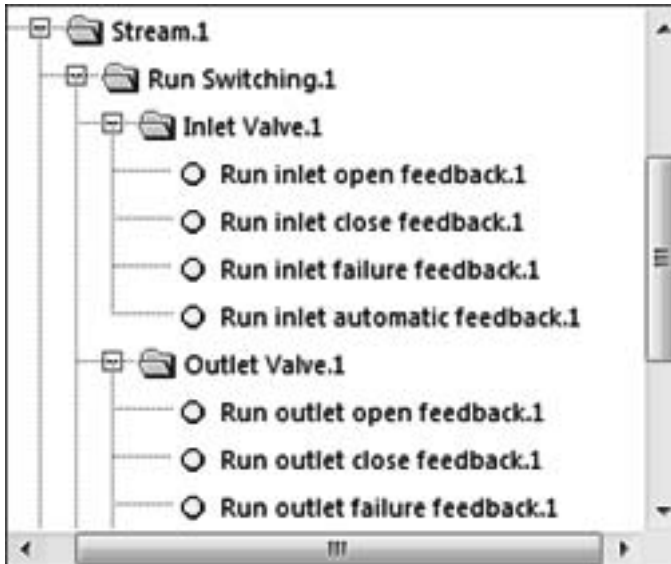 Stream.1
Run Switching.1
Inlet Valve.1
Run inlet open feedback.1
Run inlet close feedback.1
Run inlet failure feedback.1
Run inlet automatic feedback.1
Outlet Valve.1
Run outlet open feedback.1
Run outlet close feedback.1
Run outlet failure feedback.1